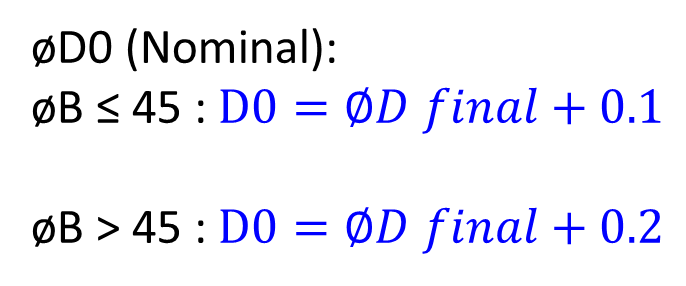 øD0 (Nominal):
øB ≤ 45 : D0 = ∅D final + 0.1
øB > 45 : D0 = ∅D final + 0.2